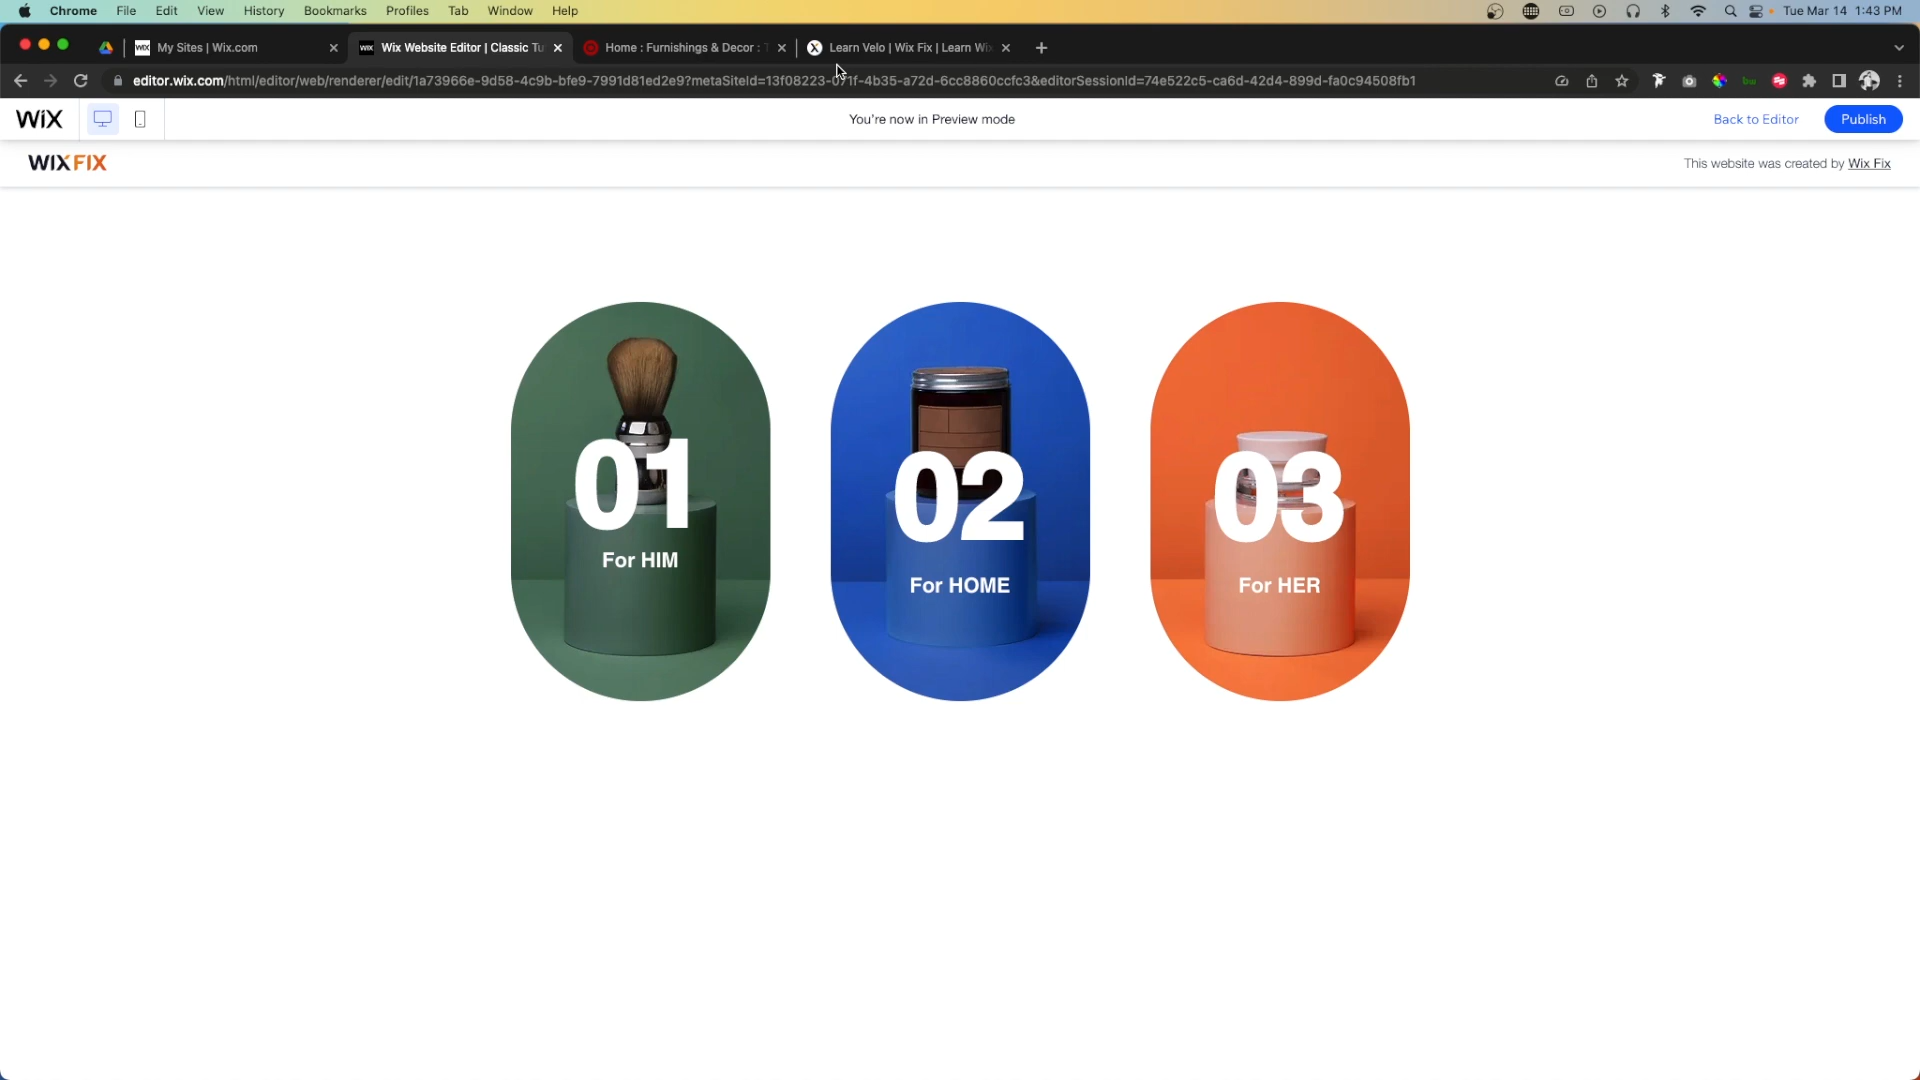 Chrome File Edit View History Bookmarks Profiles Tab Window Help Tue Mar 14 1:43 PM
My Sites | Wix.com
Wix Website Editor | Classic Tu
Home : Furnishings & Decor : T
Learn Velo | Wix Fix | Learn Wix
editor.wix.com/html/editor/web/renderer/edit/1a73966e-9d58-4c9b-bfe9-7991d81ed2e9?metaSiteId=13f08223-071f-4b35-a72d-6cc8860ccfc3&editorSessionId=74e522c5-ca6d-42d4-899d-fa0c94508fb1
WiX You're now in Preview mode Back to Editor Publish
WIXFIX This website was created by Wix Fix
01
For HIM
02
For HOME
03
For HER